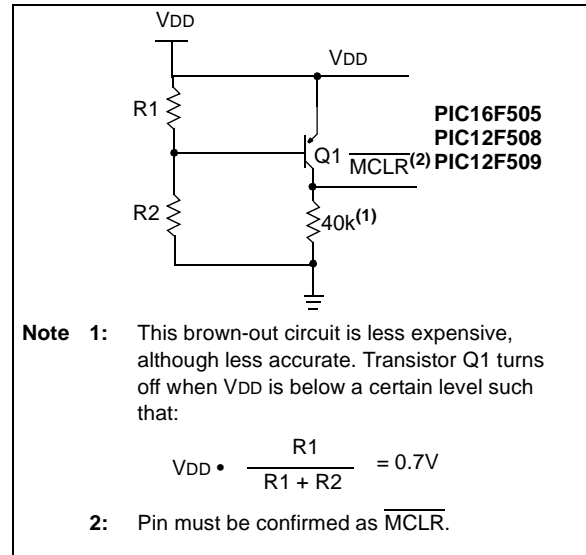 VDD
VDD
R1
PIC16F505
PIC12F508
Q1 MCLR(2) PIC12F509
R2
40k(1)
Note 1: This brown-out circuit is less expensive,
although less accurate. Transistor Q1 turns
off when VDD is below a certain level such
that:
VDD • R1 / R1 + R2 = 0.7V
2: Pin must be confirmed as MCLR.